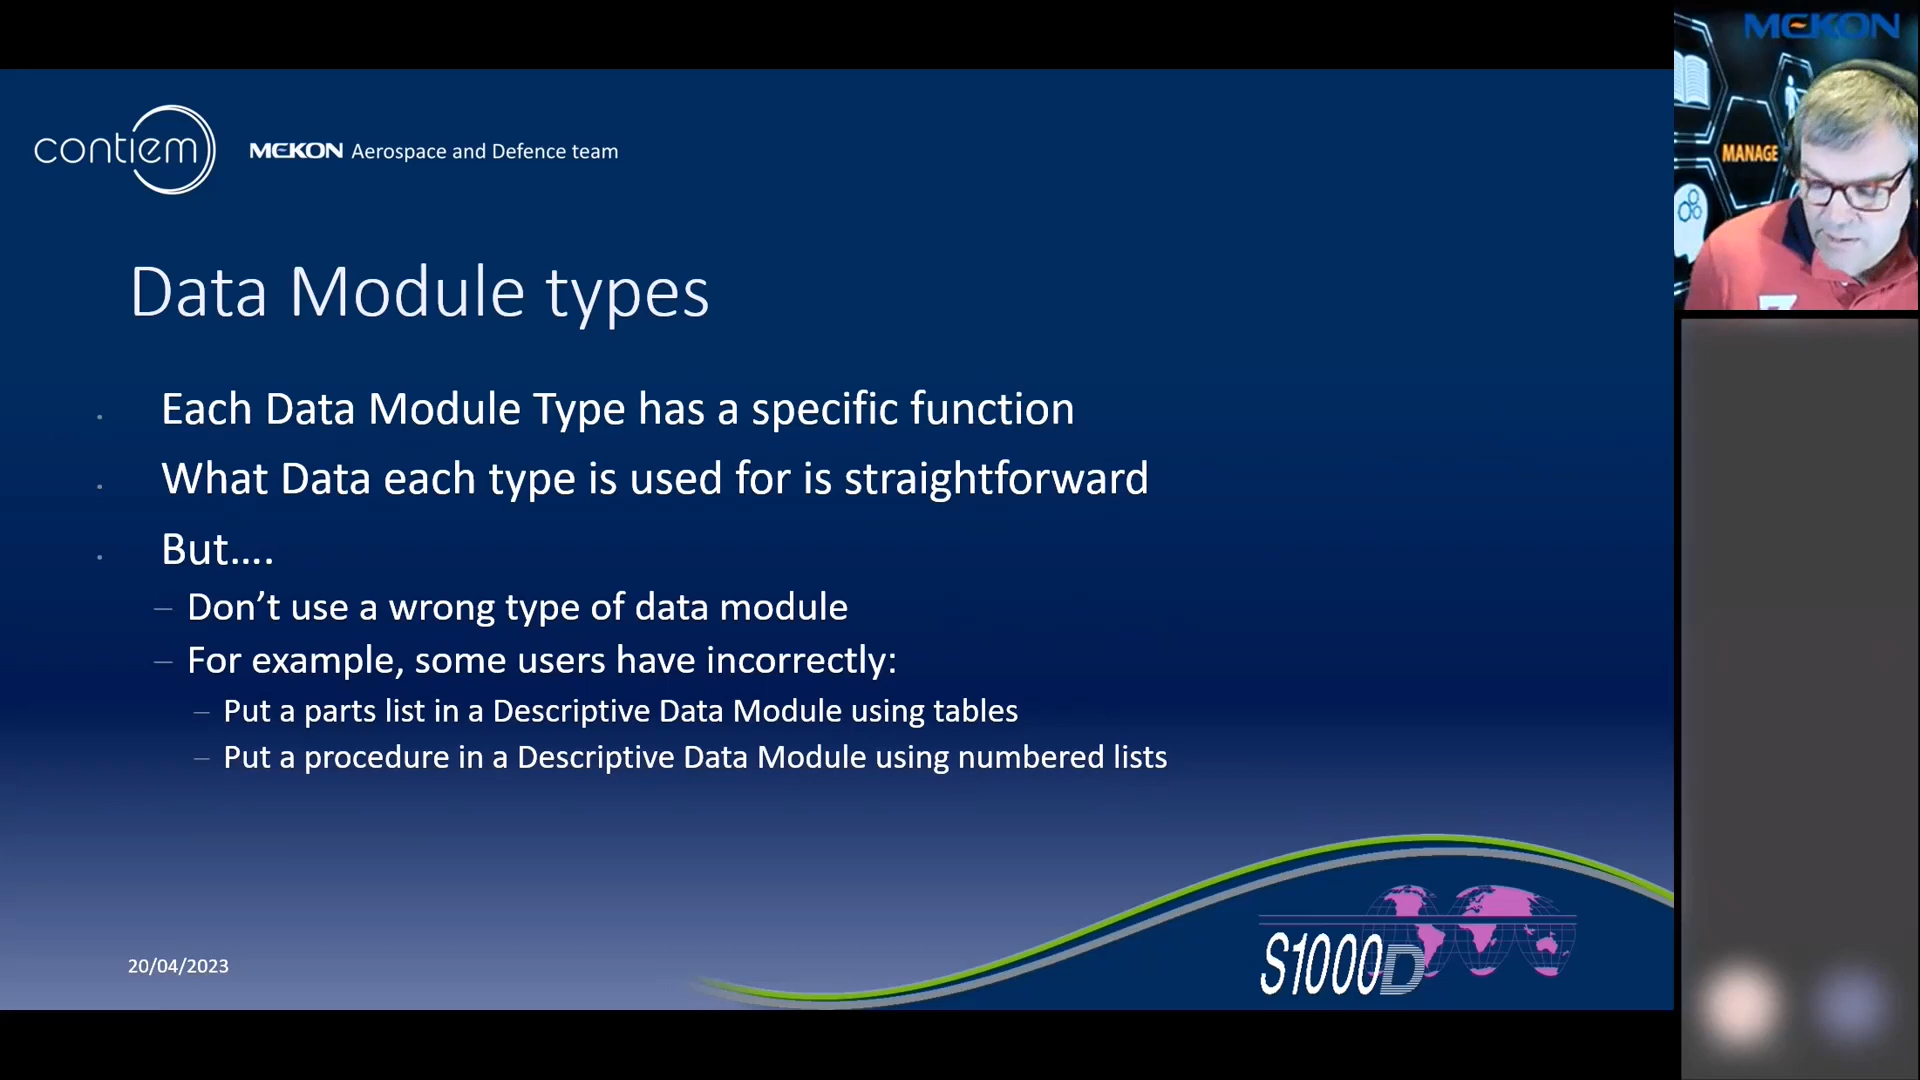 contiem
MEKON Aerospace and Defence team
Data Module types
Each Data Module Type has a specific function
What Data each type is used for is straightforward
But….
Don’t use a wrong type of data module
For example, some users have incorrectly:
Put a parts list in a Descriptive Data Module using tables
Put a procedure in a Descriptive Data Module using numbered lists
20/04/2023
S1000D
MEKON
MANAGE